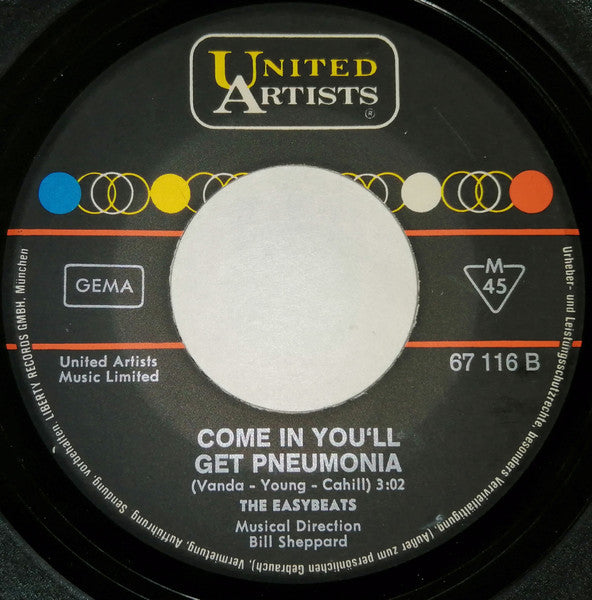 UNITED
ARTISTS
®
GEMA
M
45
United Artists
Music Limited
67 116 B
COME IN YOU'LL
GET PNEUMONIA
(Vanda - Young - Cahill) 3:02
THE EASYBEATS
Musical Direction
Bill Sheppard
Urheber- und Leistungsschutzrechte, besonders Vervielfältigung, (Außer zum persönlichen Gebrauch), Vermietung, Aufführung Sendung, vorbehalten. LIBERTY RECORDS GMBH. München